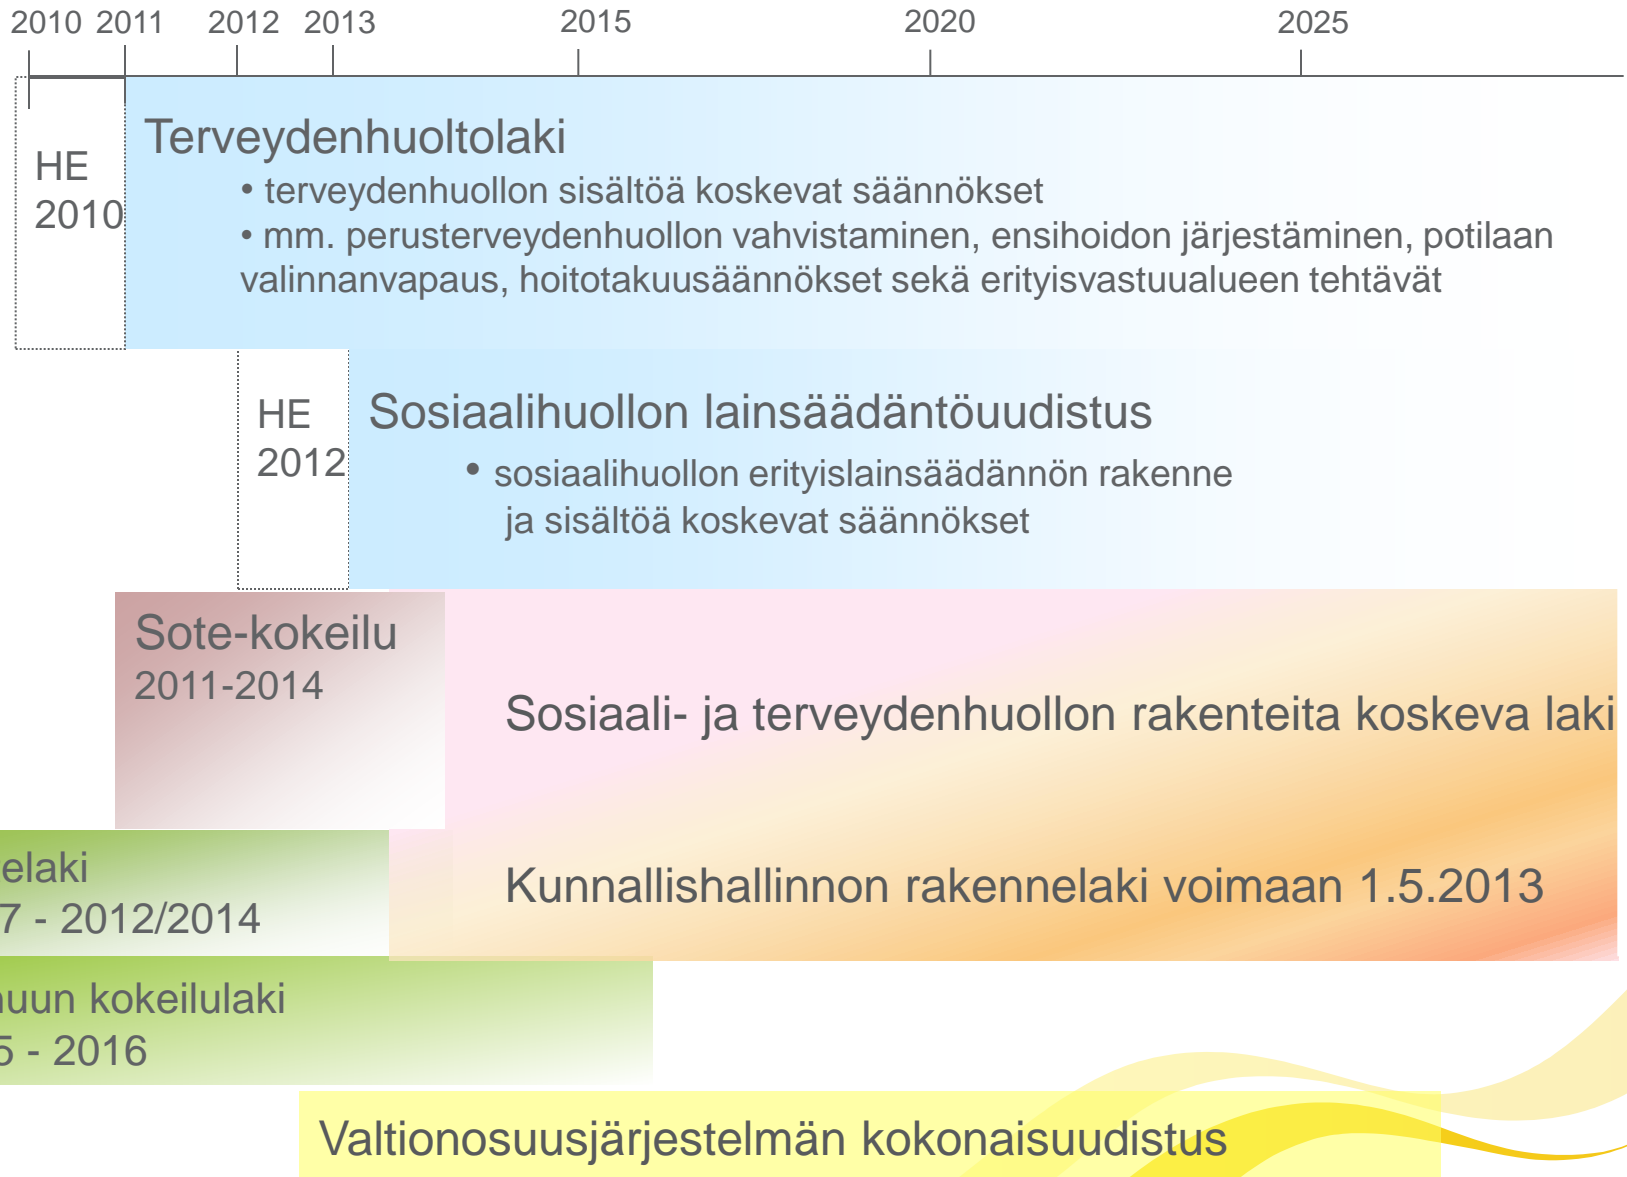 2010 2011 2012 2013 2015 2020 2025
HE
2010
Terveydenhuoltolaki
• terveydenhuollon sisältöä koskevat säännökset
• mm. perusterveydenhuollon vahvistaminen, ensihoidon järjestäminen, potilaan
valinnanvapaus, hoitotakuusäännökset sekä erityisvastuualueen tehtävät
HE
2012
Sosiaalihuollon lainsäädäntöuudistus
• sosiaalihuollon erityislainsäädännön rakenne
ja sisältöä koskevat säännökset
Sote-kokeilu
2011-2014
Sosiaali- ja terveydenhuollon rakenteita koskeva laki
elaki
7 - 2012/2014
Kunnallishallinnon rakennelaki voimaan 1.5.2013
nuun kokeilulaki
5 - 2016
Valtionosuusjärjestelmän kokonaisuudistus